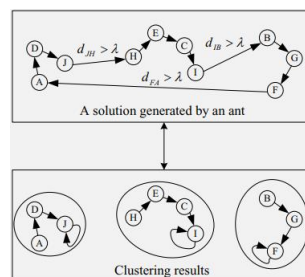 E
B
D
d_JH > λ
C
d_IB > λ
G
J
H
I
A
d_FA > λ
F
A solution generated by an ant
E
B
D
C
G
J
H
I
A
F
Clustering results